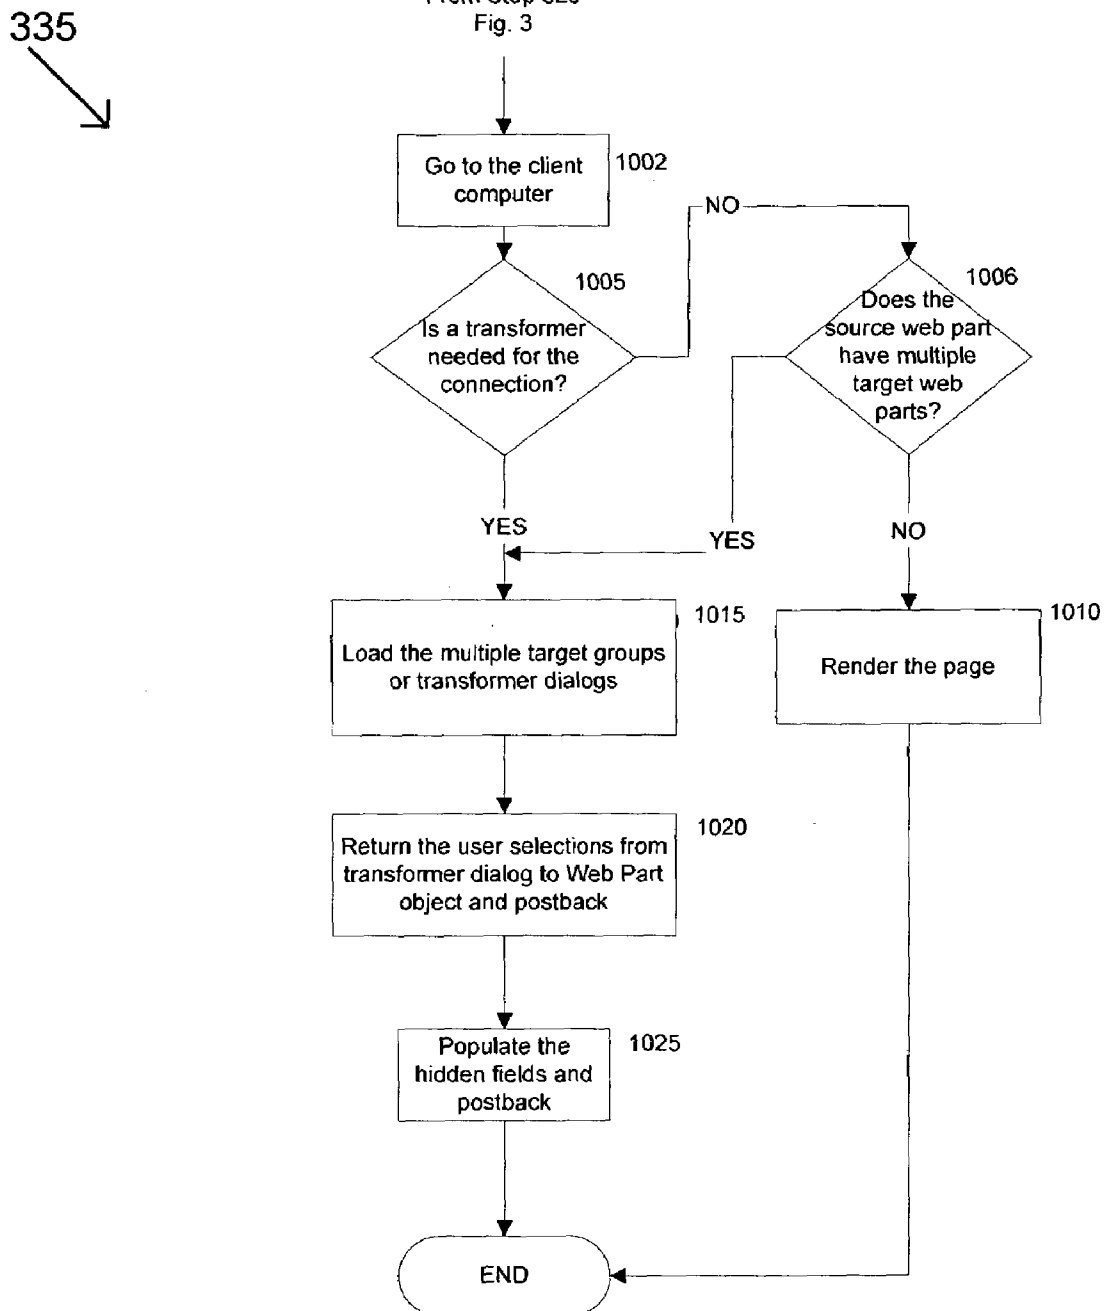 335
Fig. 3
Go to the client
computer
1002
NO
Is a transformer
needed for the
connection?
1005
Does the
source web part
have multiple
target web
parts?
1006
YES
YES
NO
Load the multiple target groups
or transformer dialogs
1015
Render the page
1010
Return the user selections from
transformer dialog to Web Part
object and postback
1020
Populate the
hidden fields and
postback
1025
END